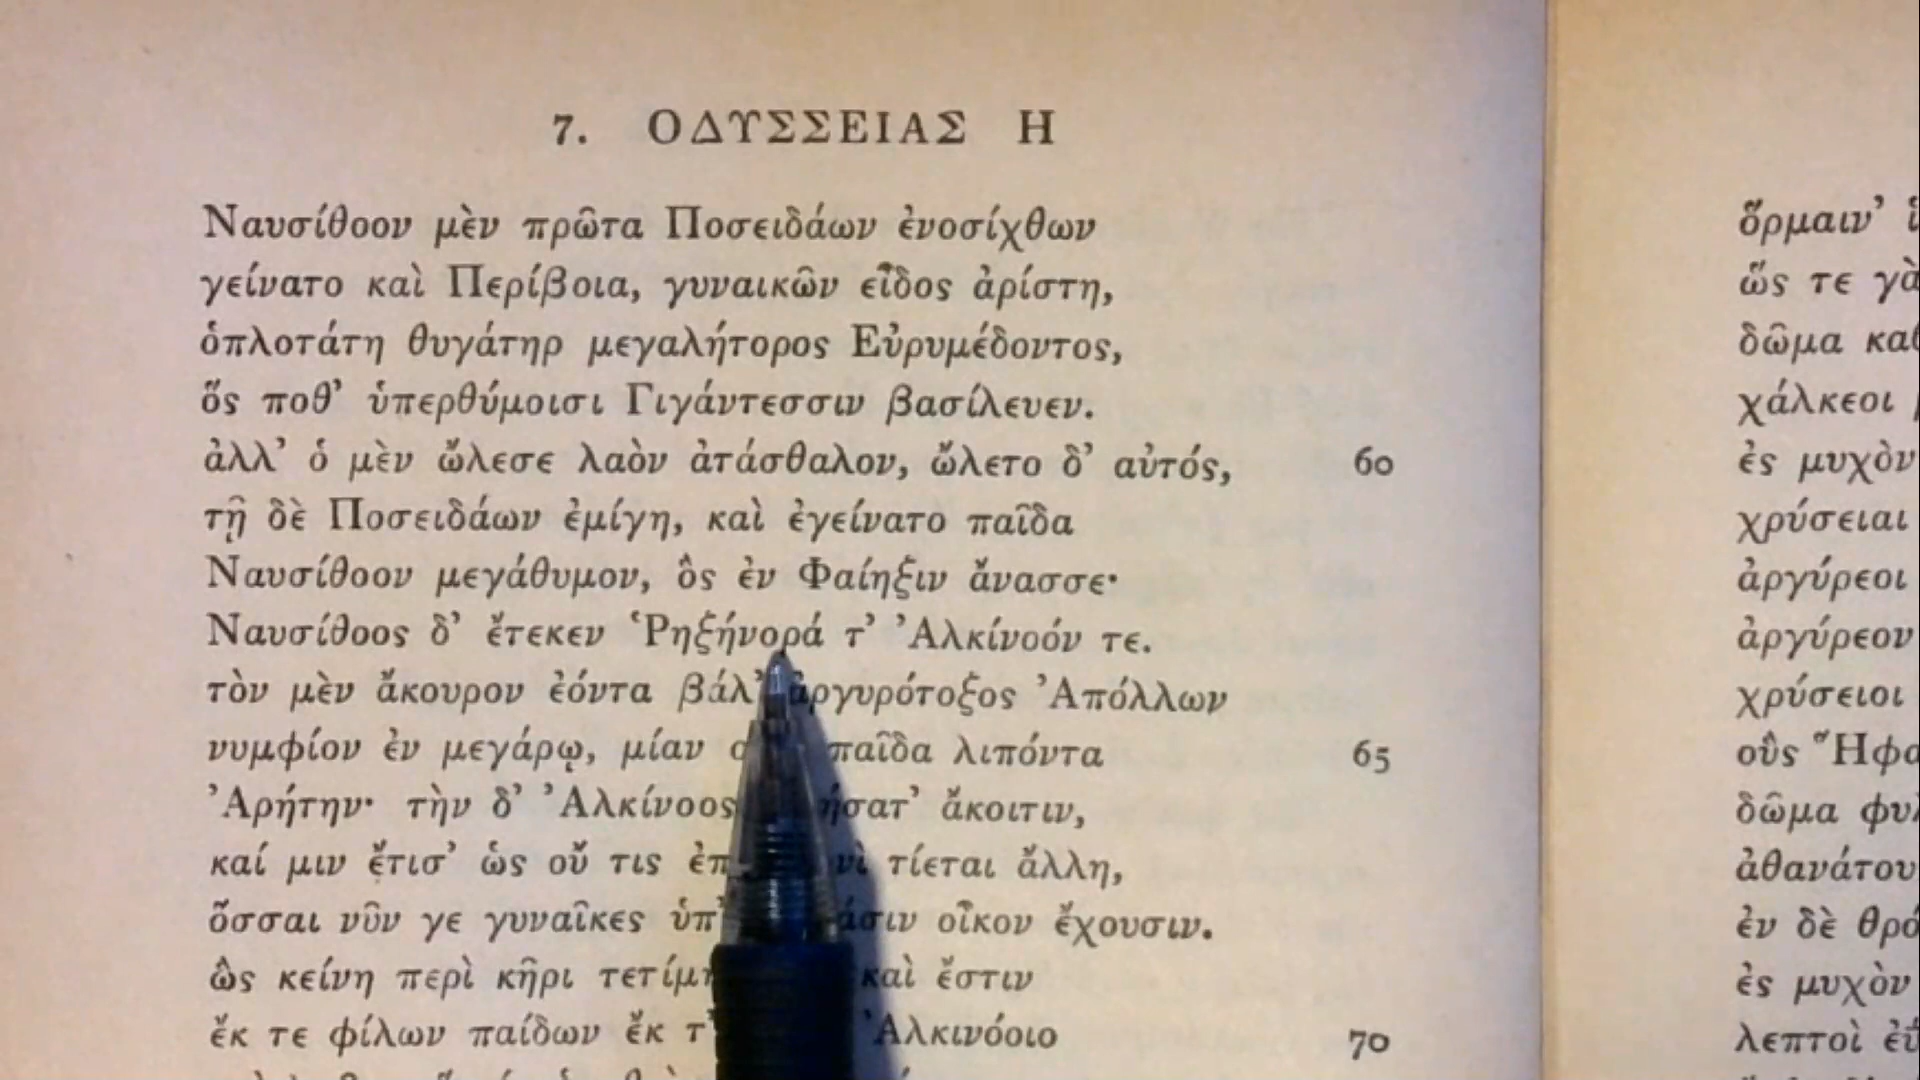 7. ΟΔΥΣΣΕΙΑΣ Η
Ναυσίθοον μὲν πρῶτα Ποσειδάων ἐνοσίχθων
γείνατο καὶ Περίβοια, γυναικῶν εἶδος ἀρίστη,
ὁπλοτάτη θυγάτηρ μεγαλήτορος Εὐρυμέδοντος,
ὅς ποθ’ ὑπερθύμοισι Γιγάντεσσιν βασίλευεν.
ἀλλ’ ὁ μὲν ὤλεσε λαὸν ἀτάσθαλον, ὤλετο δ’ αὐτός, 60
τῇ δὲ Ποσειδάων ἐμίγη, καὶ ἐγείνατο παῖδα
Ναυσίθοον μεγάθυμον, ὃς ἐν Φαίηξιν ἄνασσε·
Ναυσίθοος δ’ ἔτεκεν Ῥηξήνορά τ’ Ἀλκίνοόν τε.
τὸν μὲν ἄκουρον ἐόντα βάλ’ ἀργυρότοξος Ἀπόλλων
νυμφίον ἐν μεγάρῳ, μίαν παῖδα λιπόντα 65
Ἀρήτην· τὴν δ’ Ἀλκίνοος ἄκοιτιν,
καί μιν ἔτισ’ ὡς οὔ τις τίεται ἄλλη,
ὅσσαι νῦν γε γυναῖκες ὑπ’ οἶκον ἔχουσιν.
ὣς κείνη περὶ κῆρι καὶ ἔστιν
ἔκ τε φίλων παίδων ἔκ τ’ Ἀλκινόοιο 70
ὅρμαιν’
ὥς τε
δῶμα
χάλκεοι
ἐς μυχὸν
χρύσειαι
ἀργύρεοι
ἀργύρεον
χρύσειοι
οὓς
δῶμα
ἐν δὲ
ἐς μυχὸν
λεπτοὶ